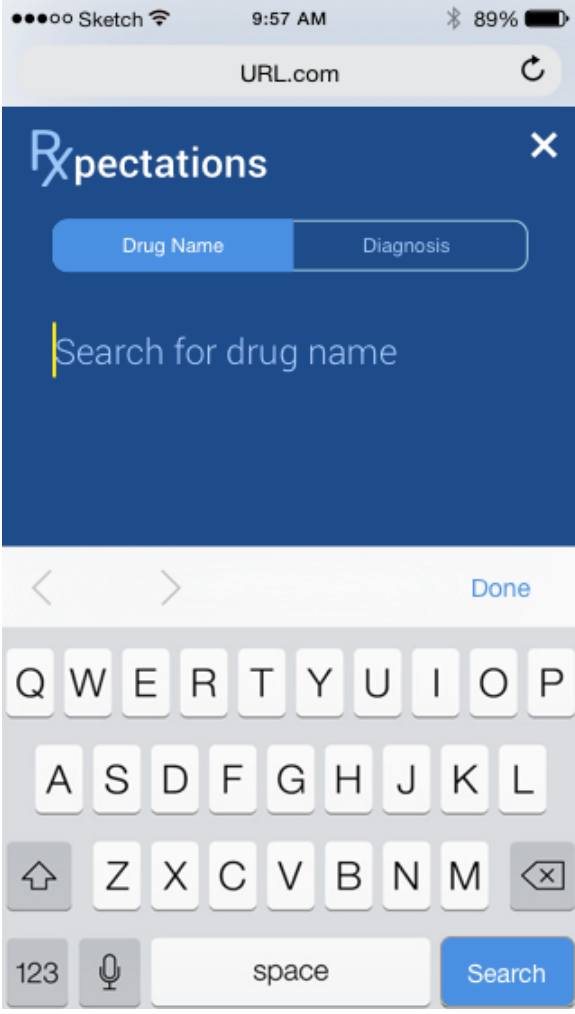 Sketch 9:57 AM 89%
URL.com
Rxpectations
Drug Name Diagnosis
Search for drug name
Done
Q W E R T Y U I O P
A S D F G H J K L
Z X C V B N M
123 space Search